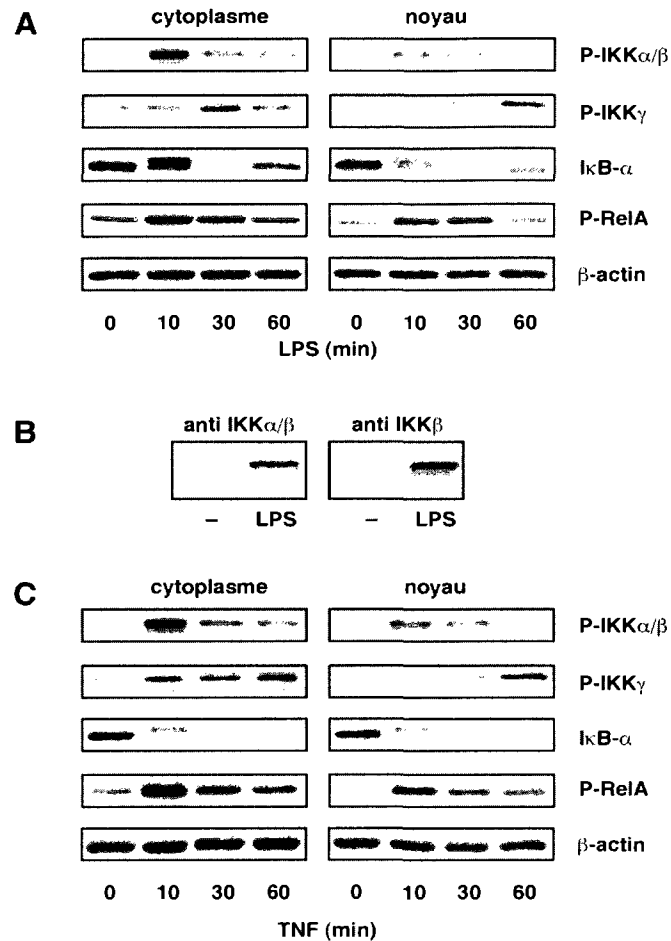 A
cytoplasme noyau
P-IKKα/β
P-IKKγ
IκB-α
P-RelA
β-actin
0 10 30 60 0 10 30 60
LPS (min)
B
anti IKKα/β anti IKKβ
– LPS – LPS
C
cytoplasme noyau
P-IKKα/β
P-IKKγ
IκB-α
P-RelA
β-actin
0 10 30 60 0 10 30 60
TNF (min)